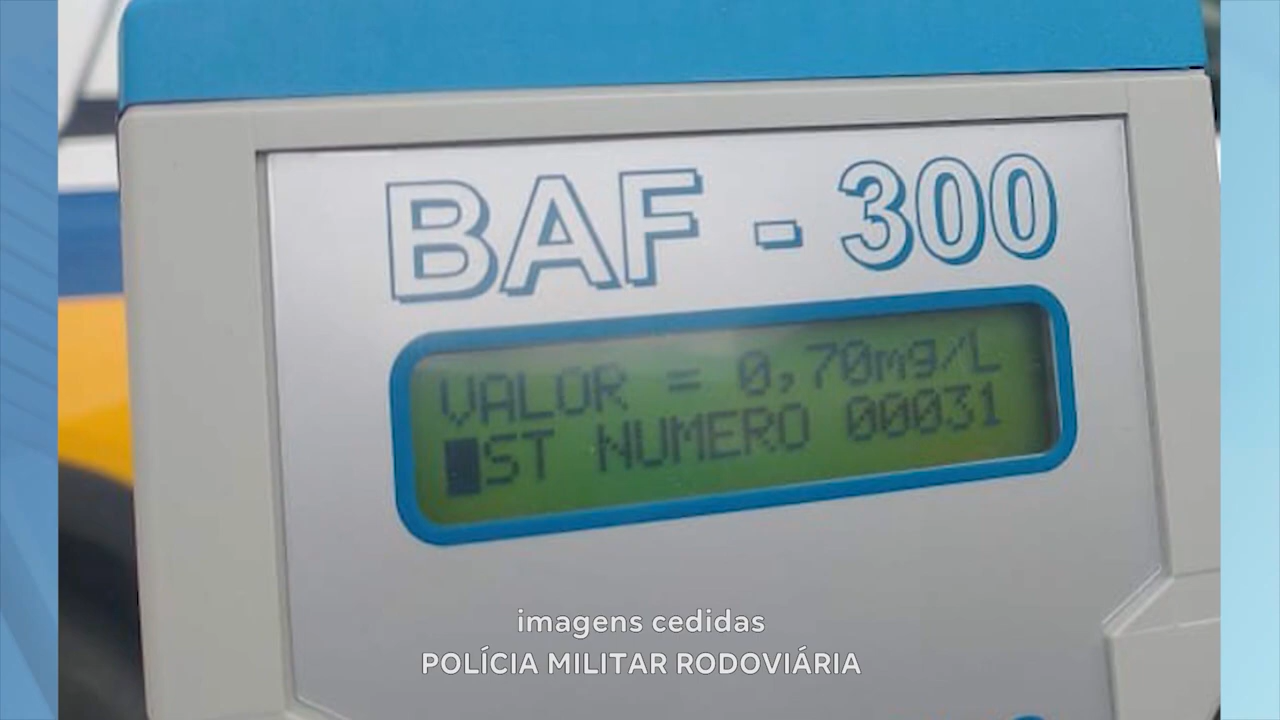 BAF - 300
VALOR = 0,70mg/L
ST NUMERO 00031
imagens cedidas
POLÍCIA MILITAR RODOVIÁRIA